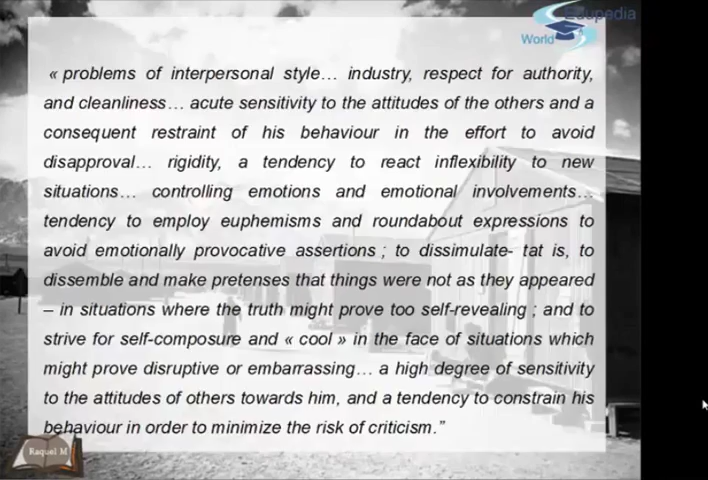 Edupedia
World
« problems of interpersonal style… industry, respect for authority,
and cleanliness… acute sensitivity to the attitudes of the others and a
consequent restraint of his behaviour in the effort to avoid
disapproval… rigidity, a tendency to react inflexibility to new
situations… controlling emotions and emotional involvements…
tendency to employ euphemisms and roundabout expressions to
avoid emotionally provocative assertions ; to dissimulate- tat is, to
dissemble and make pretenses that things were not as they appeared
– in situations where the truth might prove too self-revealing ; and to
strive for self-composure and « cool » in the face of situations which
might prove disruptive or embarrassing… a high degree of sensitivity
to the attitudes of others towards him, and a tendency to constrain his
behaviour in order to minimize the risk of criticism.”
Raquel M